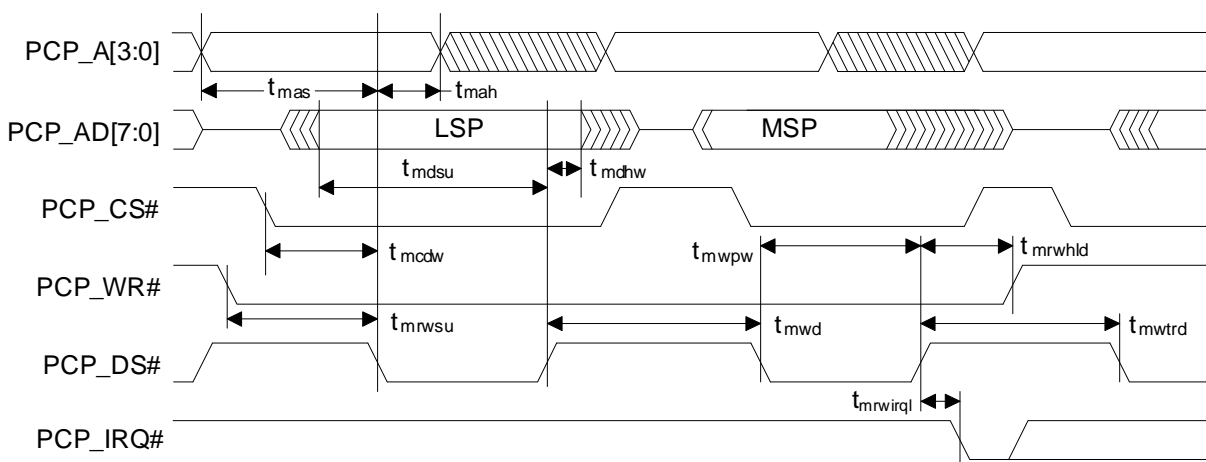 PCP_A[3:0]
t mas
t mah
PCP_AD[7:0]
LSP
MSP
t mdsu
t mdhw
PCP_CS#
t mcdw
t mwpw
t mrwhld
PCP_WR#
t mrwsu
t mwd
t mwtrd
PCP_DS#
t mrwirql
PCP_IRQ#